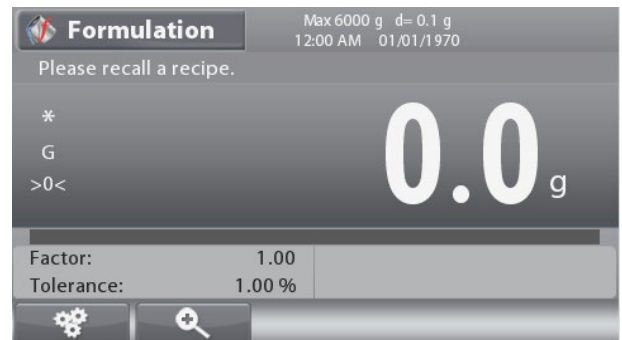 Formulation
Max 6000 g d= 0.1 g
12:00 AM 01/01/1970
Please recall a recipe.
*
G
>0<
0.0 g
Factor: 1.00
Tolerance: 1.00 %